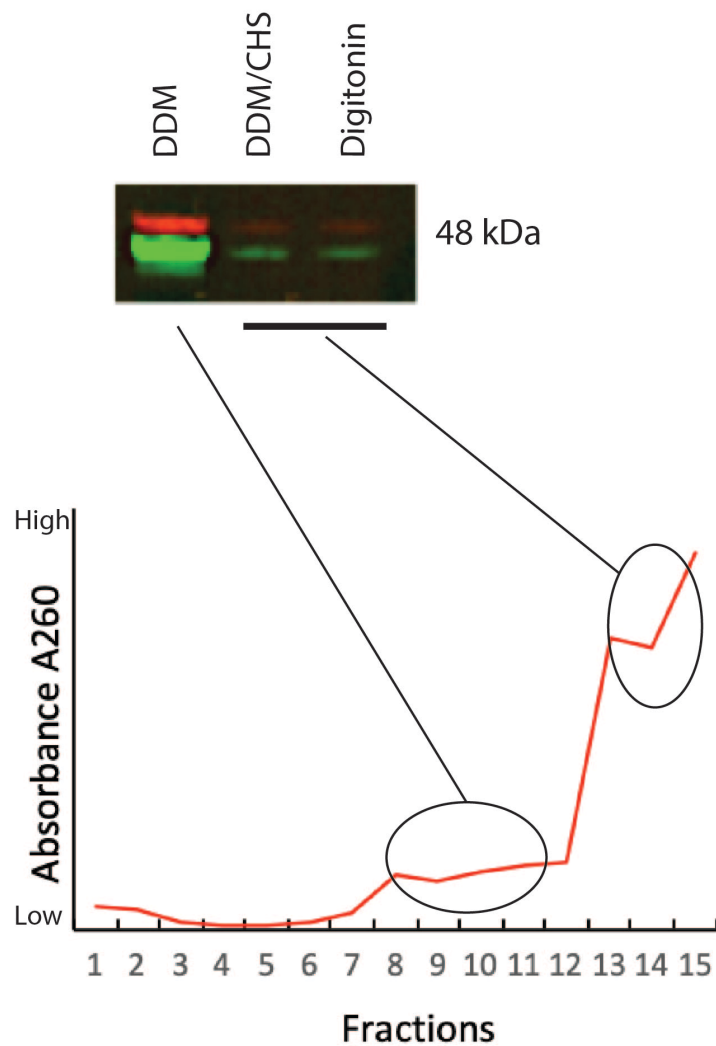 DDM
DDM/CHS
Digitonin
48 kDa
High
Absorbance A260
Low
1 2 3 4 5 6 7 8 9 10 11 12 13 14 15
Fractions